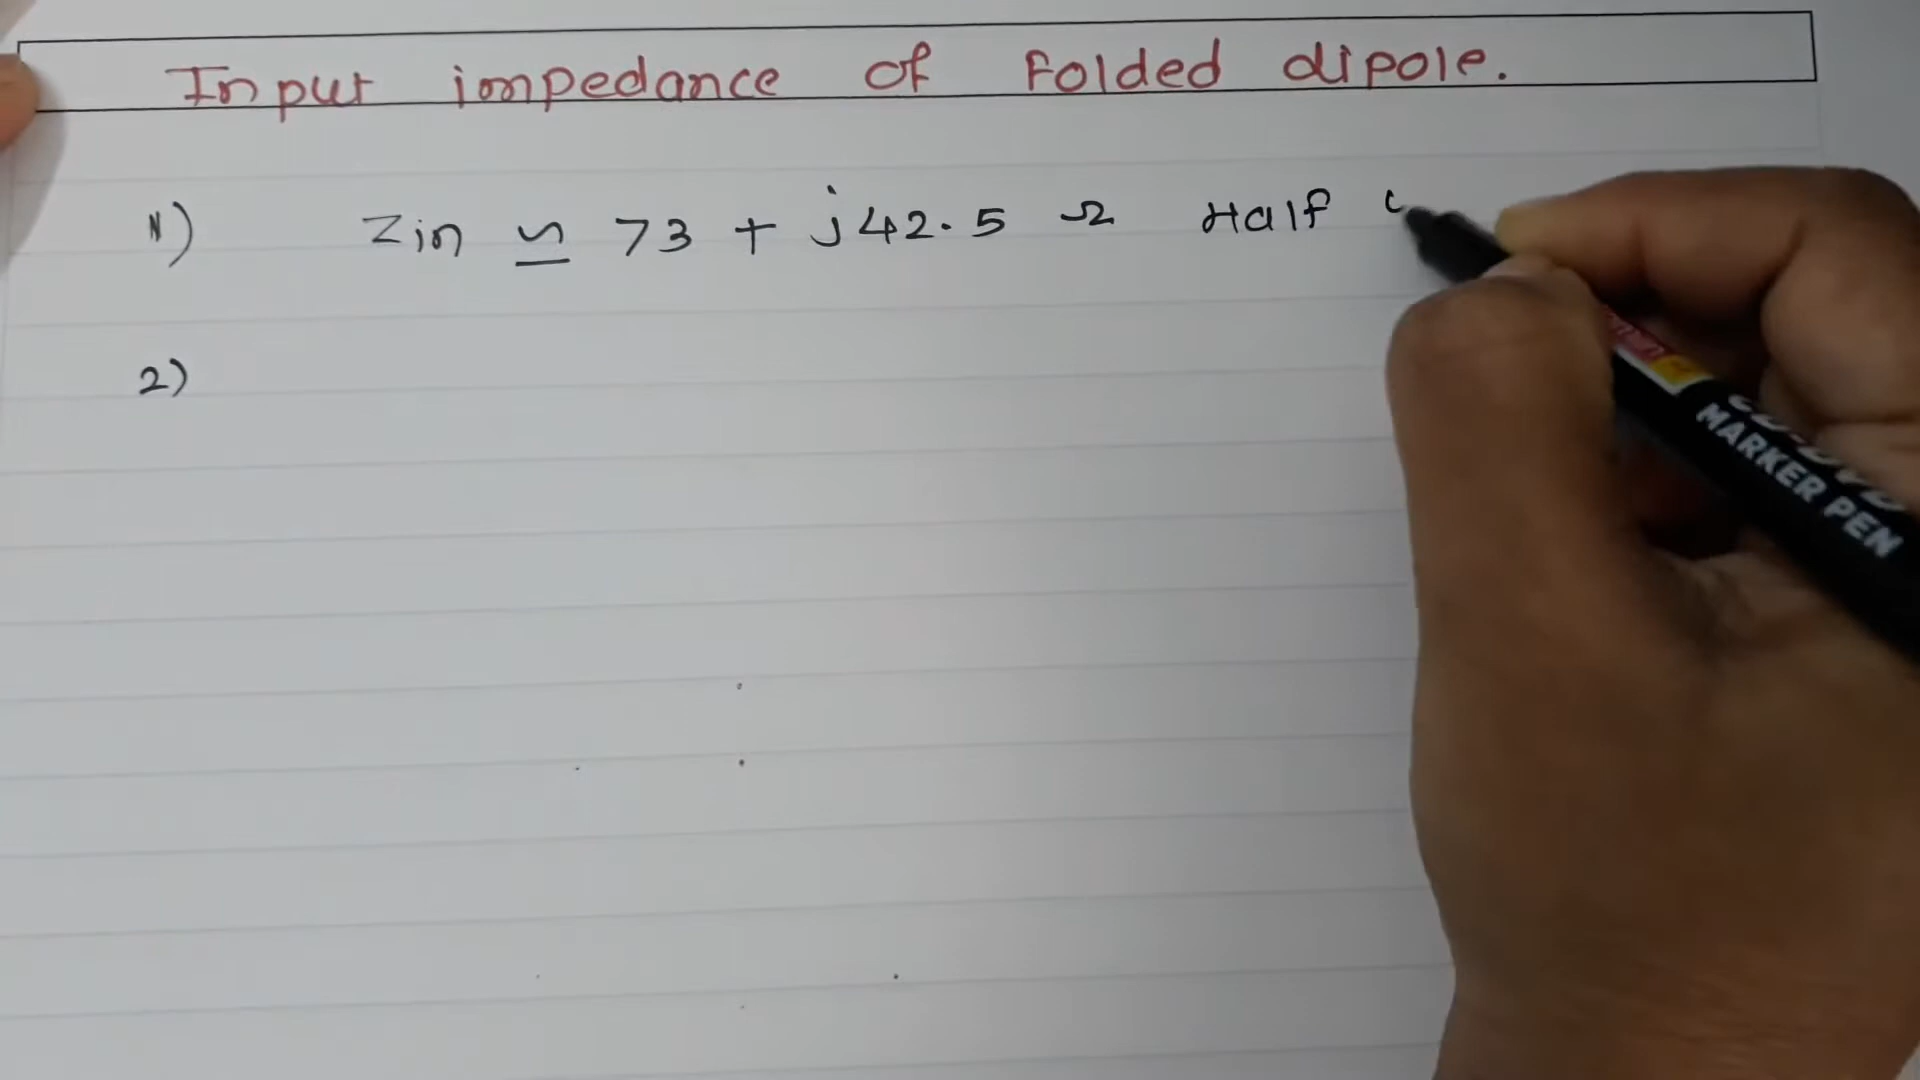 Input impedance of Folded dipole.
1) Zin ≃ 73 + j42.5 Ω Half
2)
MARKER PEN